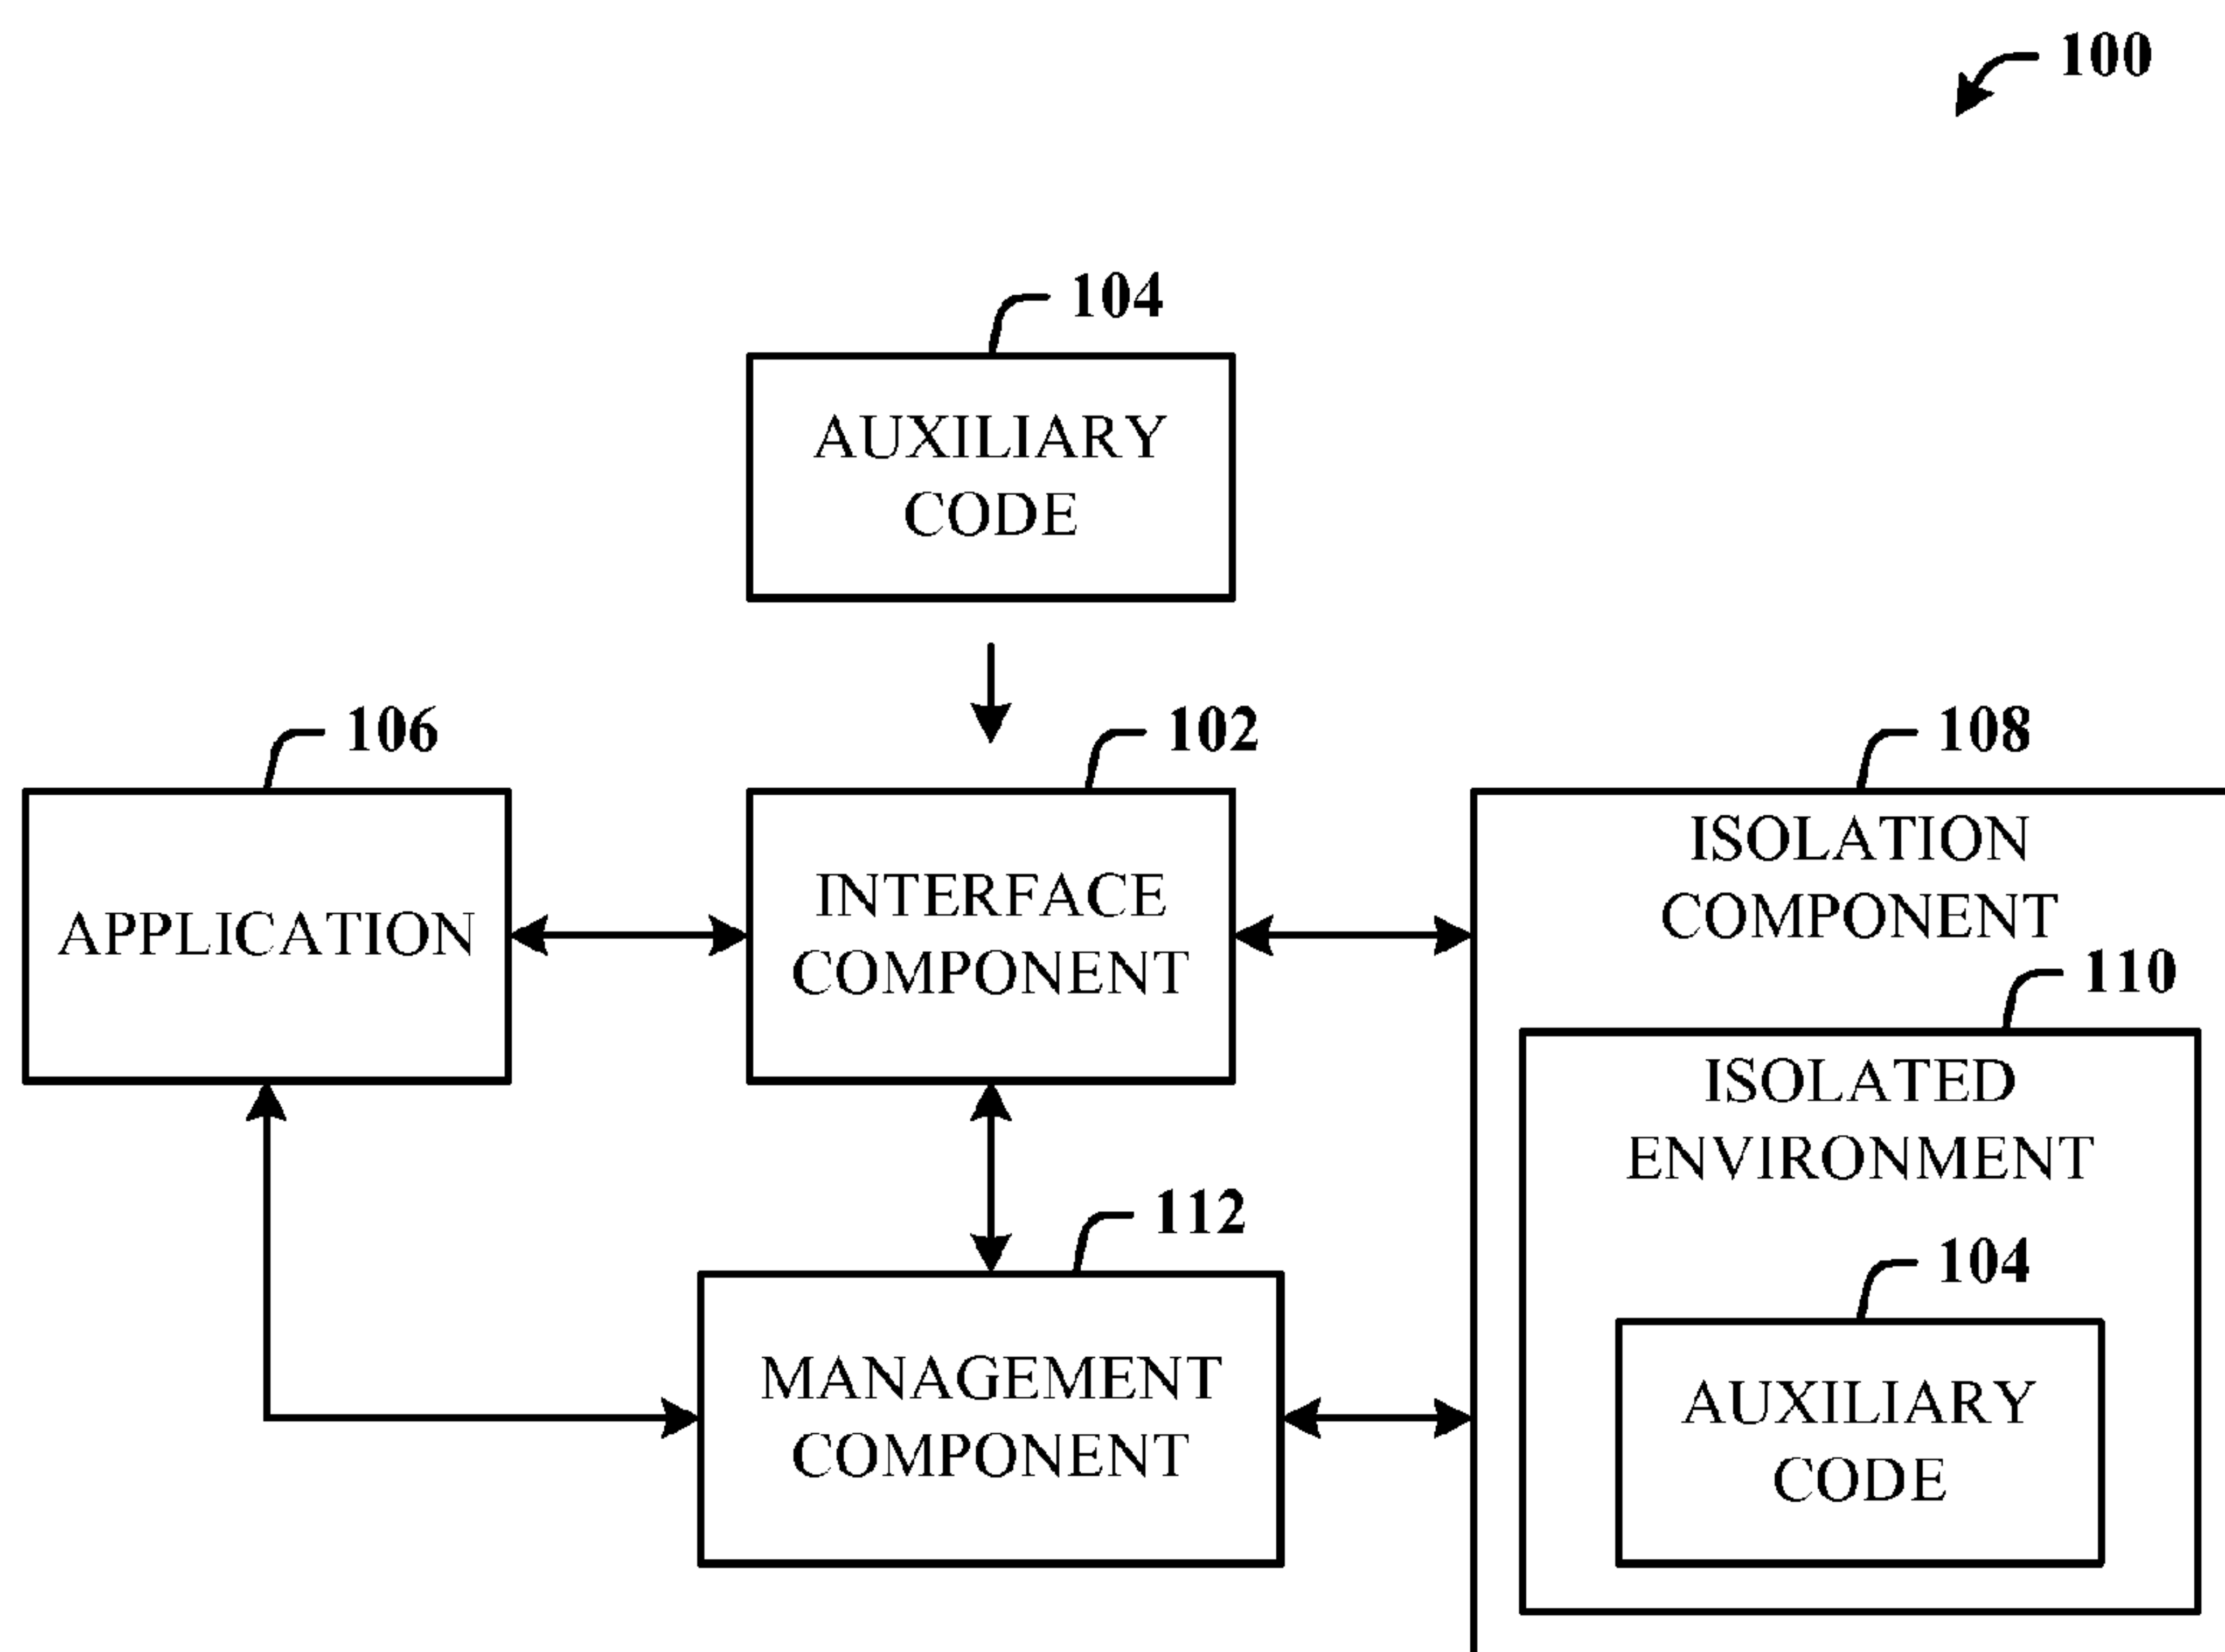 100
104
AUXILIARY
CODE
106
102
108
APPLICATION
INTERFACE
COMPONENT
ISOLATION
COMPONENT
110
ISOLATED
ENVIRONMENT
112
MANAGEMENT
COMPONENT
104
AUXILIARY
CODE